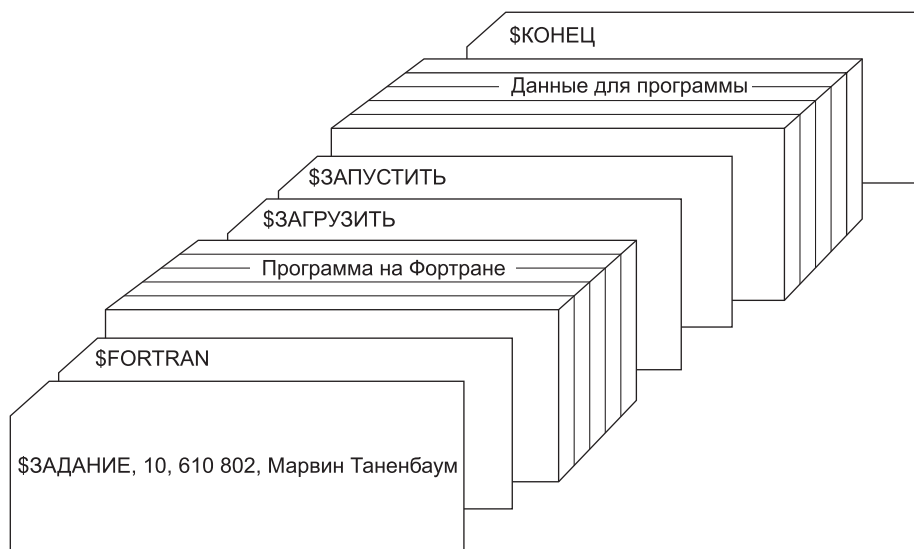 $КОНЕЦ
Данные для программы
$ЗАПУСТИТЬ
$ЗАГРУЗИТЬ
Программа на Фортране
$FORTRAN
$ЗАДАНИЕ, 10, 610 802, Марвин Таненбаум